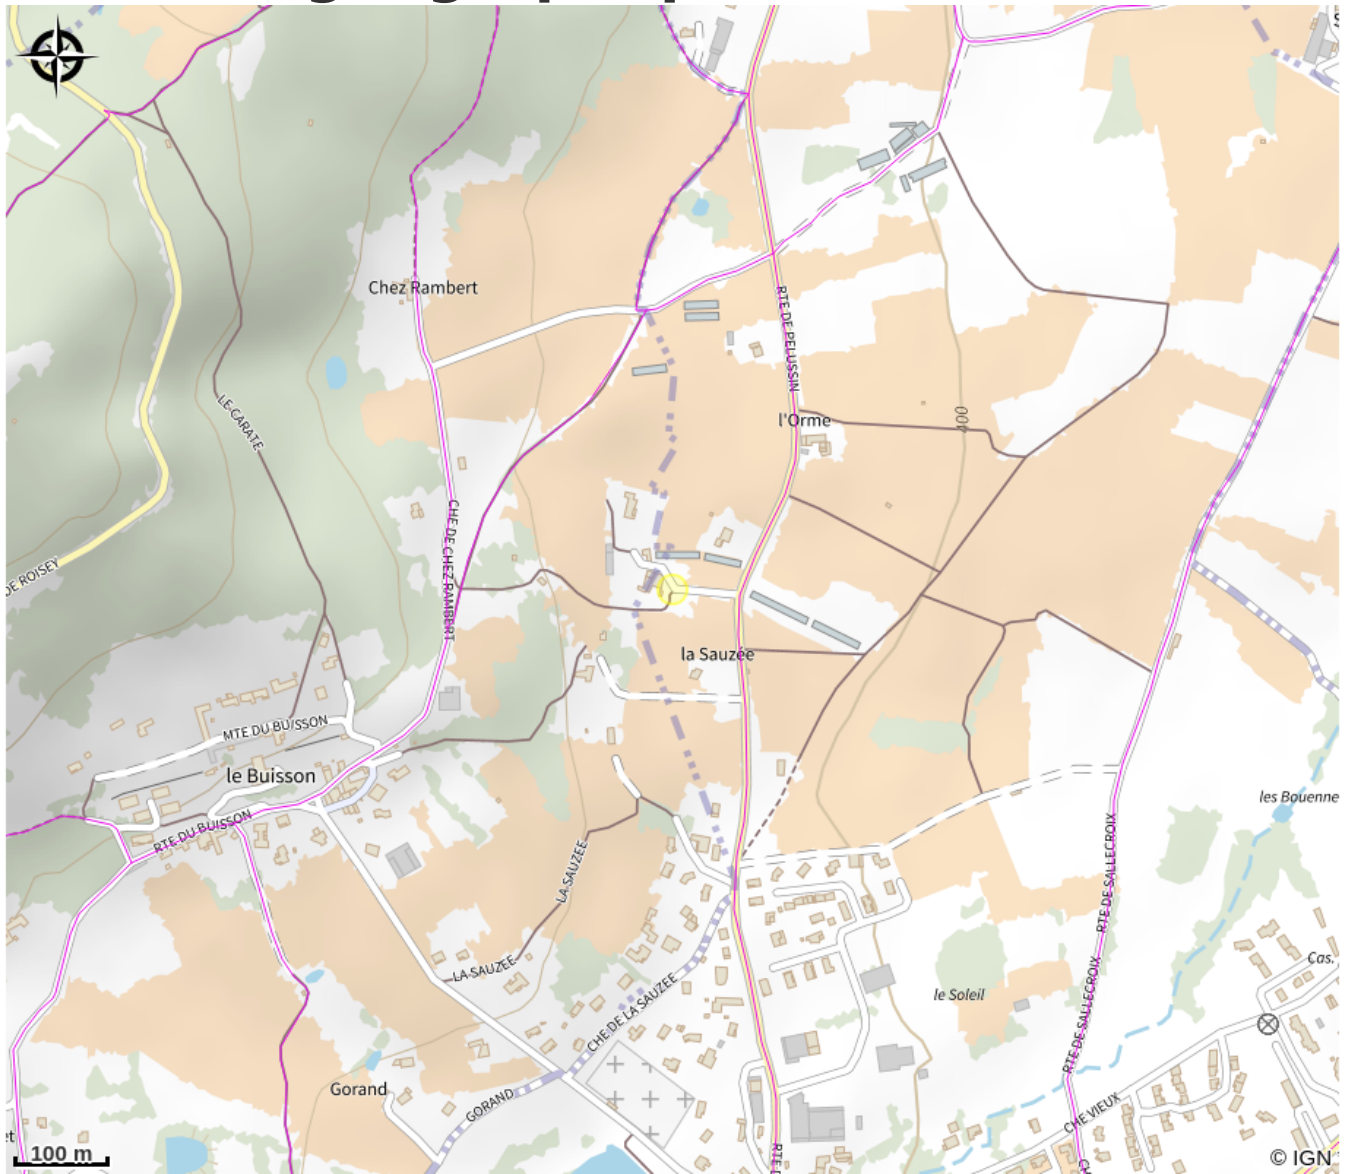 Chez Rambert
RTE DE PELUSSIN
LE CARATE
l'Orme
400
DE ROISEY
CHE DE CHEZ RAMBERT
la Sauzée
MTE DU BUISSON
le Buisson
les Bouenne
RTE DU BUISSON
LA SAUZEE
RTE DE SALLECROIX
LA SAUZEE
Cas.
le Soleil
CHE DE LA SAUZEE
RTE DE SALLECROIX
Gorand
GORAND
CHE VIEUX
et
100 m
© IGN